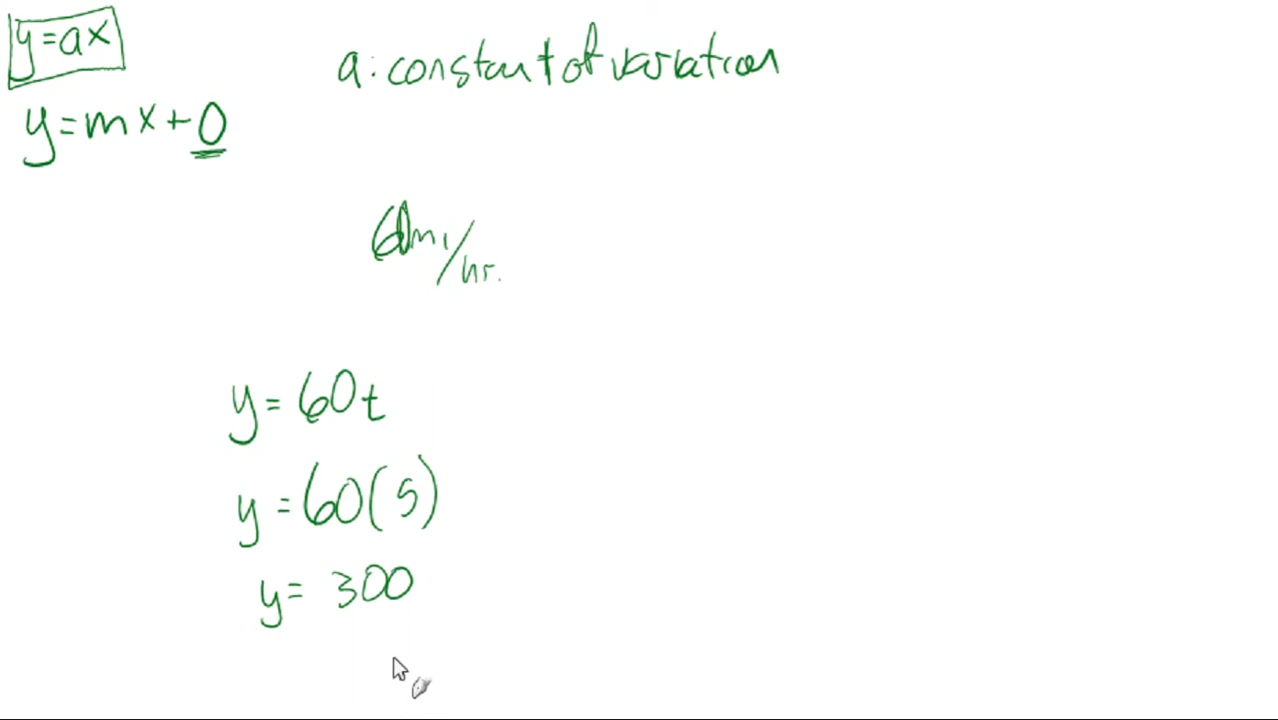 y=ax
a: constant of variation
y=mx+0
60mi/hr.
y=60t
y=60(5)
y=300